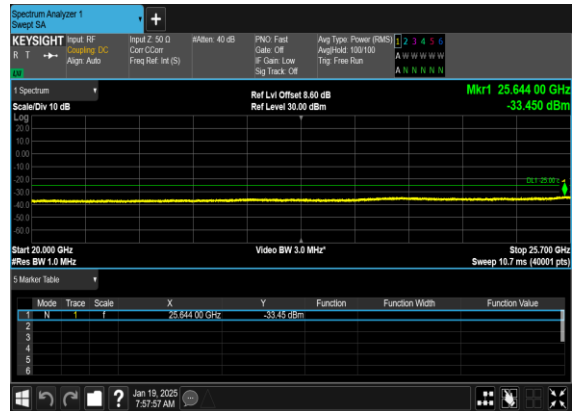 Spectrum Analyzer 1
Swept SA
+
KEYSIGHT Input: RF Input Z: 50 Ω #Atten: 40 dB PNO: Fast Avg Type: Power (RMS) 1 2 3 4 5 6
R T Coupling: DC Corr CCorr Gate: Off Avg|Hold: 100/100 A W W W W W
Align: Auto Freq Ref: Int (S) IF Gain: Low Trig: Free Run
Sig Track: Off A N N N N N
1 Spectrum Ref Lvl Offset 8.60 dB Mkr1 25.644 00 GHz
Scale/Div 10 dB Ref Level 30.00 dBm -33.450 dBm
Log
20.0
10.0
0.00
-10.0
-20.0
DL1 -25.00
-30.0
-40.0
-50.0
-60.0
Start 20.000 GHz Video BW 3.0 MHz* Stop 25.700 GHz
#Res BW 1.0 MHz Sweep 10.7 ms (40001 pts)
5 Marker Table
Mode Trace Scale X Y Function Function Width Function Value
1 N 1 f 25.644 00 GHz -33.45 dBm
2
3
4
5
6
? Jan 19, 2025
7:57:57 AM